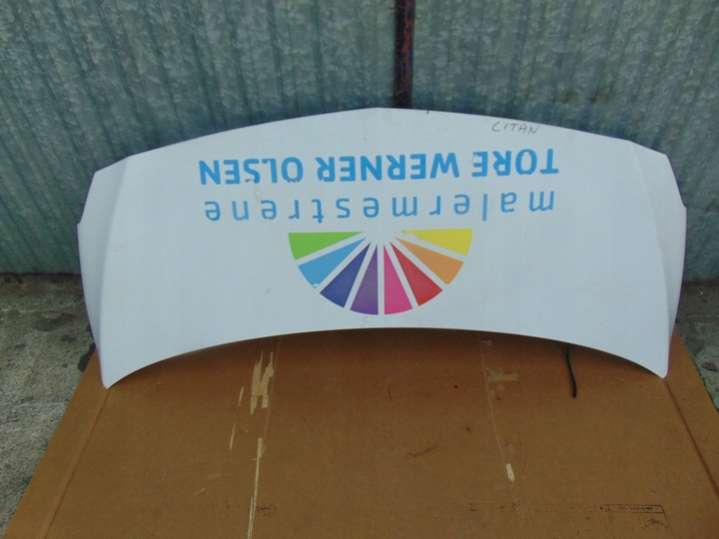 CITAN
malermestrene
TORE WERNER OLSEN